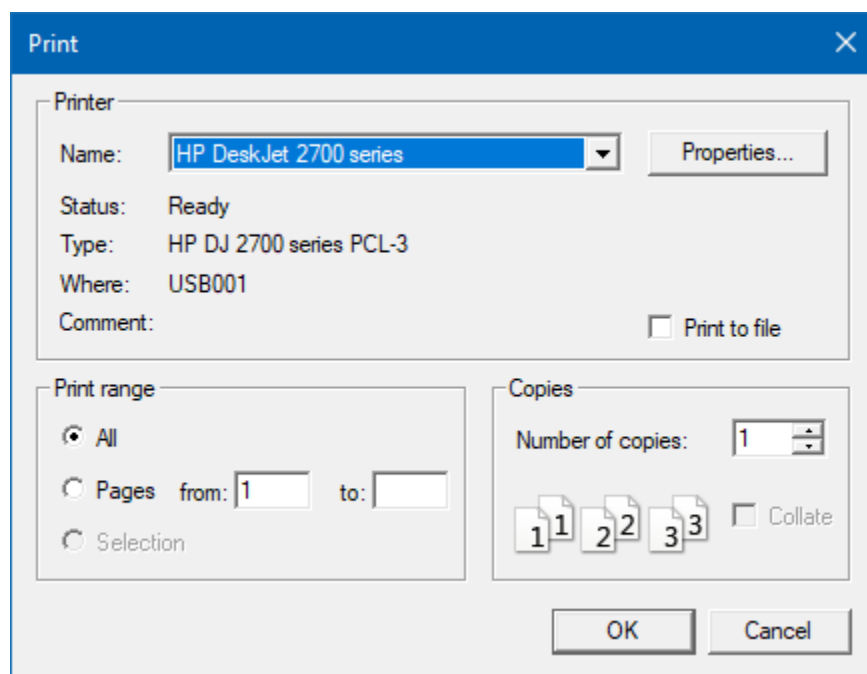 Print
Printer
Name: HP DeskJet 2700 series Properties...
Status: Ready
Type: HP DJ 2700 series PCL-3
Where: USB001
Comment: Print to file
Print range
All
Pages from: 1 to:
Selection
Copies
Number of copies: 1
1 1 2 2 3 3 Collate
OK Cancel